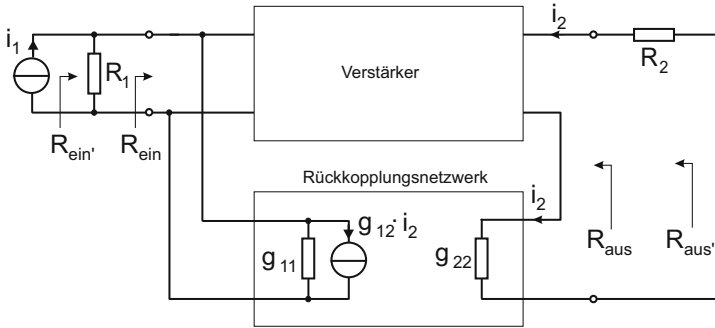 i1
R1
Rein'
Rein
Verstärker
i2
R2
Rückkopplungsnetzwerk
g11
g12· i2
g22
i2
Raus
Raus'